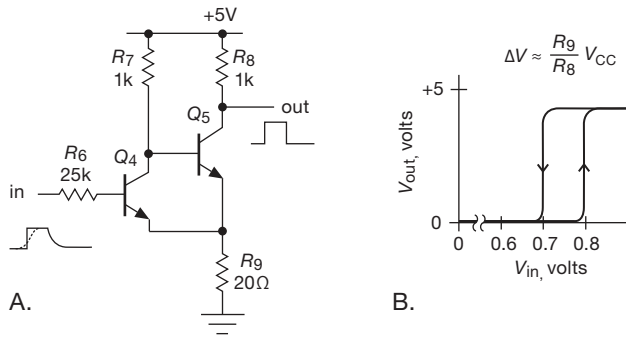 +5V
R7
1k
R8
1k
out
Q5
Q4
R6
25k
in
R9
20Ω
A.
ΔV ≈ R9/R8 VCC
+5
Vout, volts
0
0
0.6
0.7
0.8
Vin, volts
B.